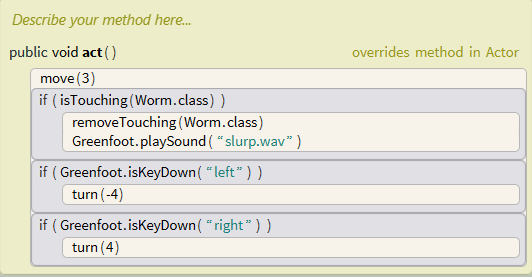 Describe your method here...
public void act() overrides method in Actor
move(3)
if (isTouching(Worm.class) )
removeTouching(Worm.class)
Greenfoot.playSound( “slurp.wav” )
if (Greenfoot.isKeyDown( “left” ) )
turn(-4)
if (Greenfoot.isKeyDown( “right” ) )
turn(4)